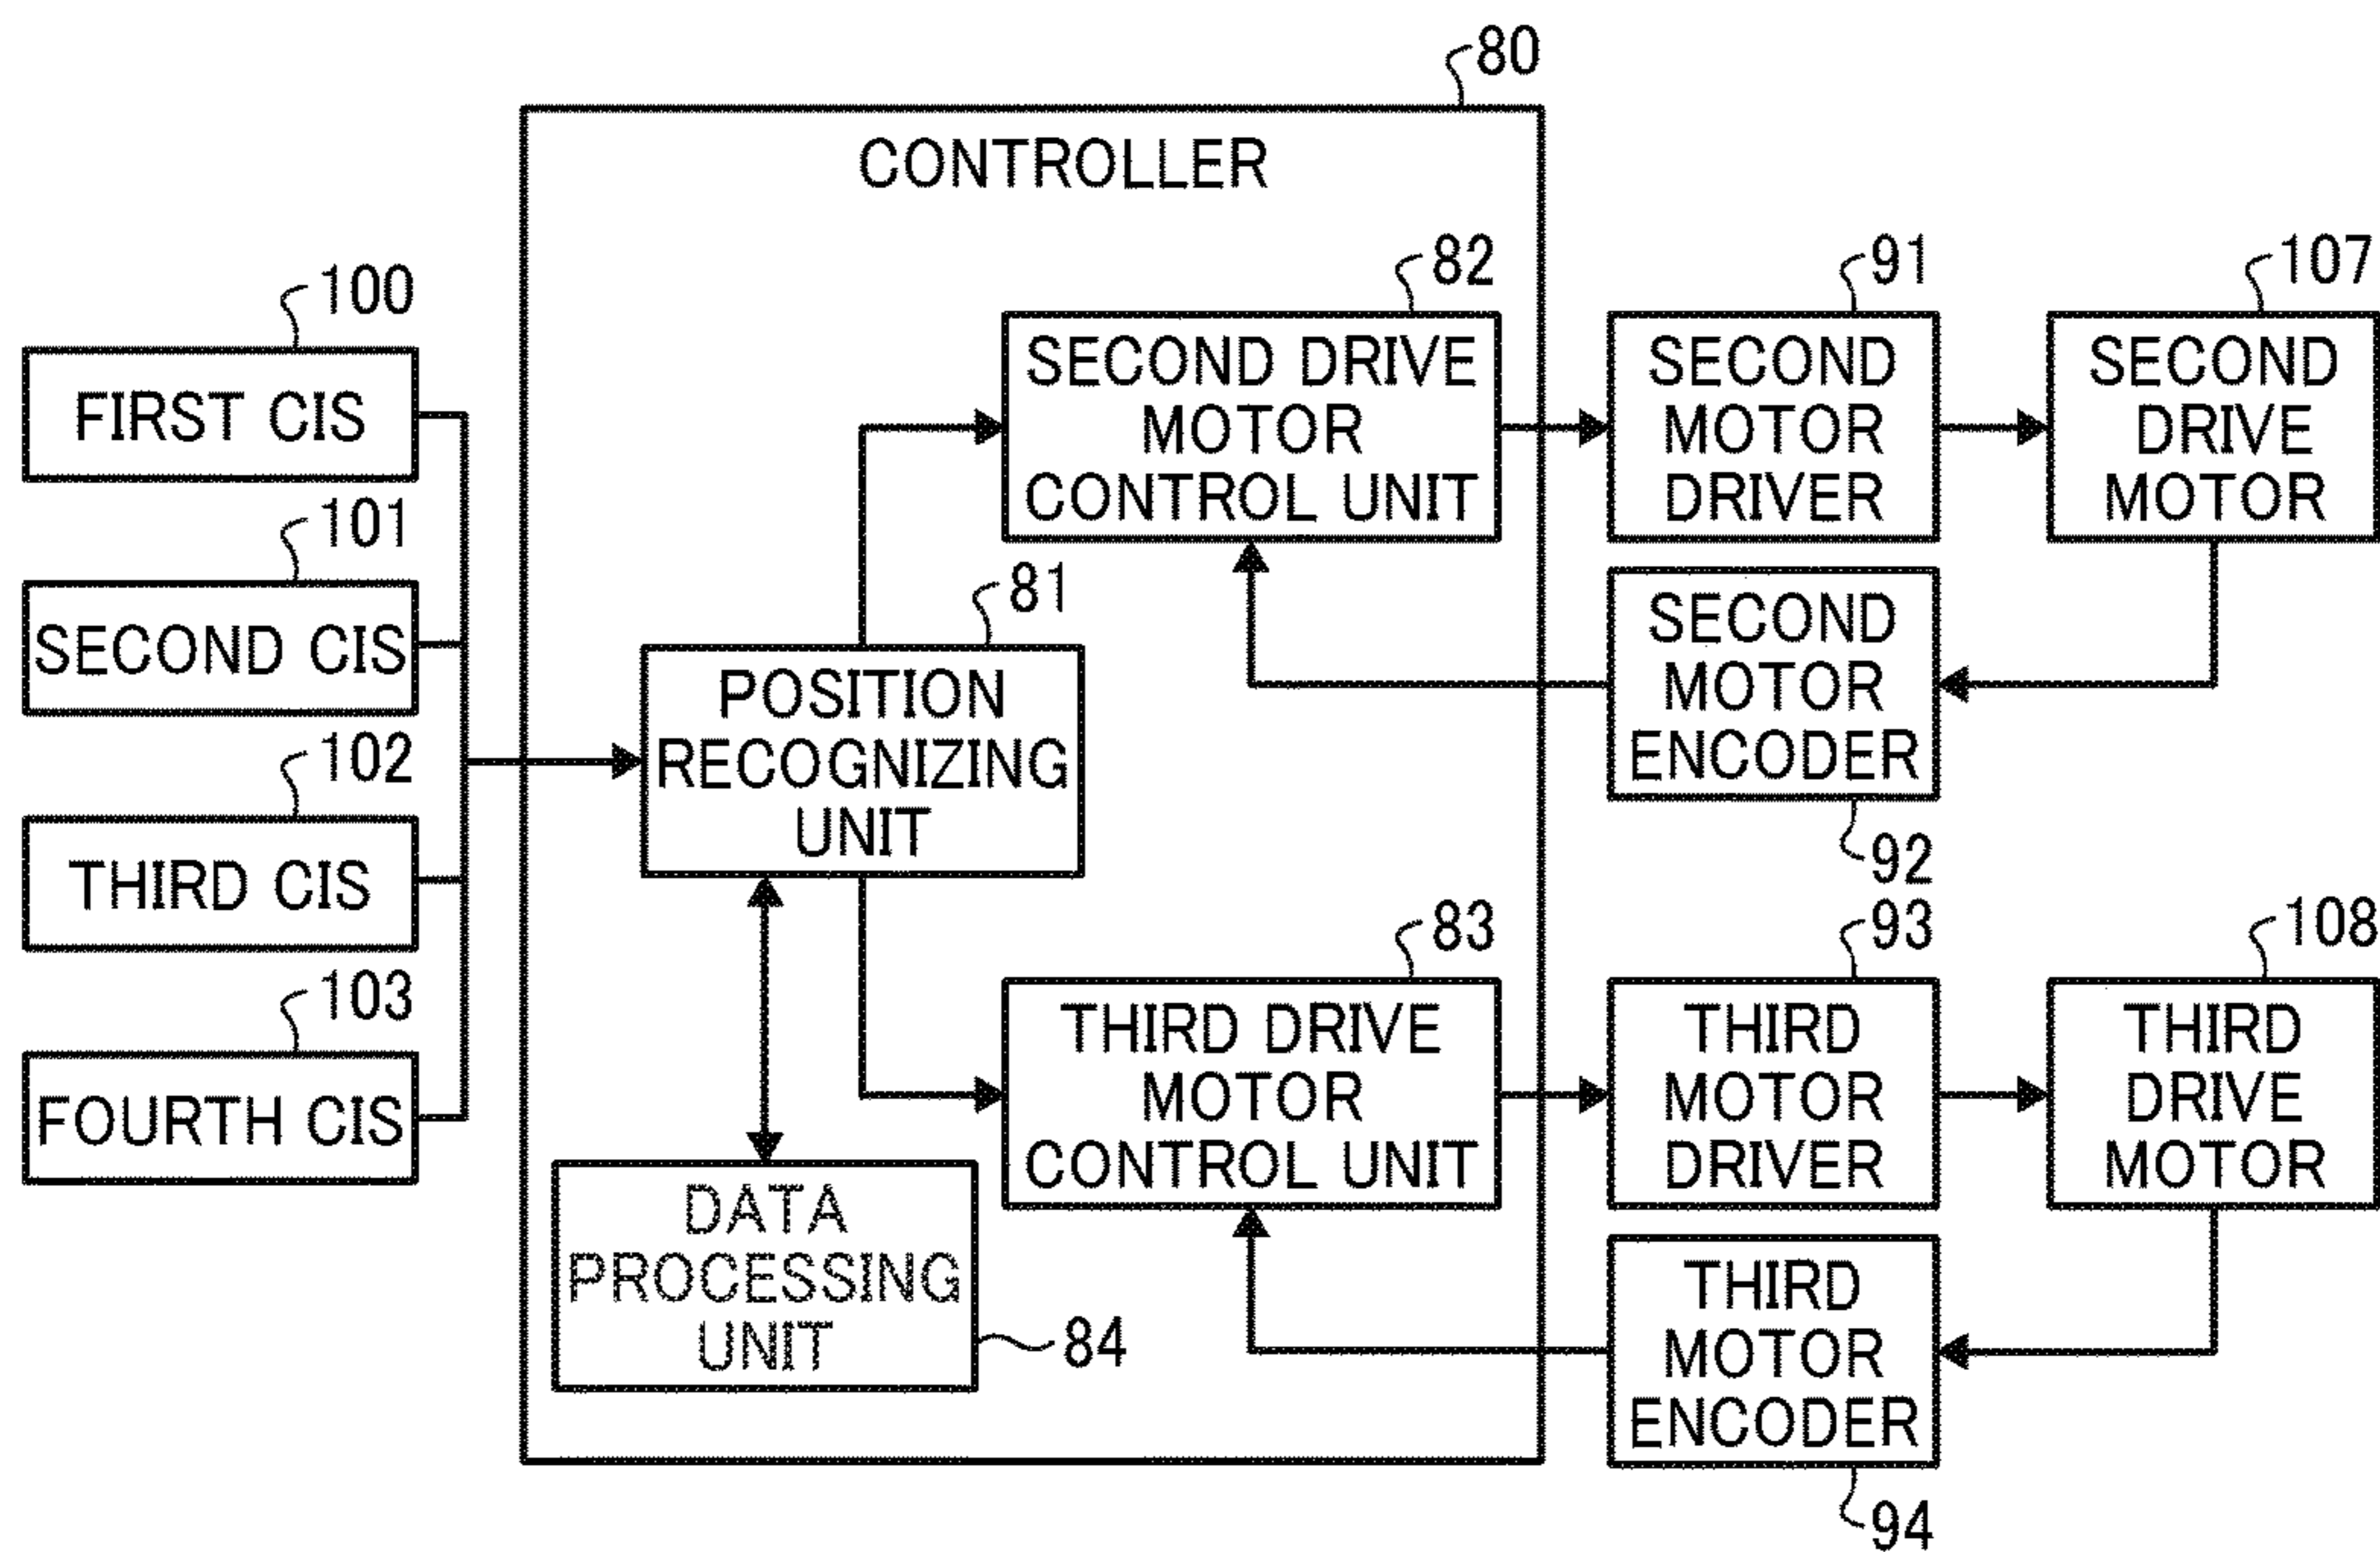 80
CONTROLLER
100
FIRST CIS
101
SECOND CIS
102
THIRD CIS
103
FOURTH CIS
81
POSITION
RECOGNIZING
UNIT
DATA
PROCESSING
UNIT
84
82
SECOND DRIVE
MOTOR
CONTROL UNIT
83
THIRD DRIVE
MOTOR
CONTROL UNIT
91
SECOND
MOTOR
DRIVER
107
SECOND
DRIVE
MOTOR
SECOND
MOTOR
ENCODER
92
93
THIRD
MOTOR
DRIVER
108
THIRD
DRIVE
MOTOR
THIRD
MOTOR
ENCODER
94